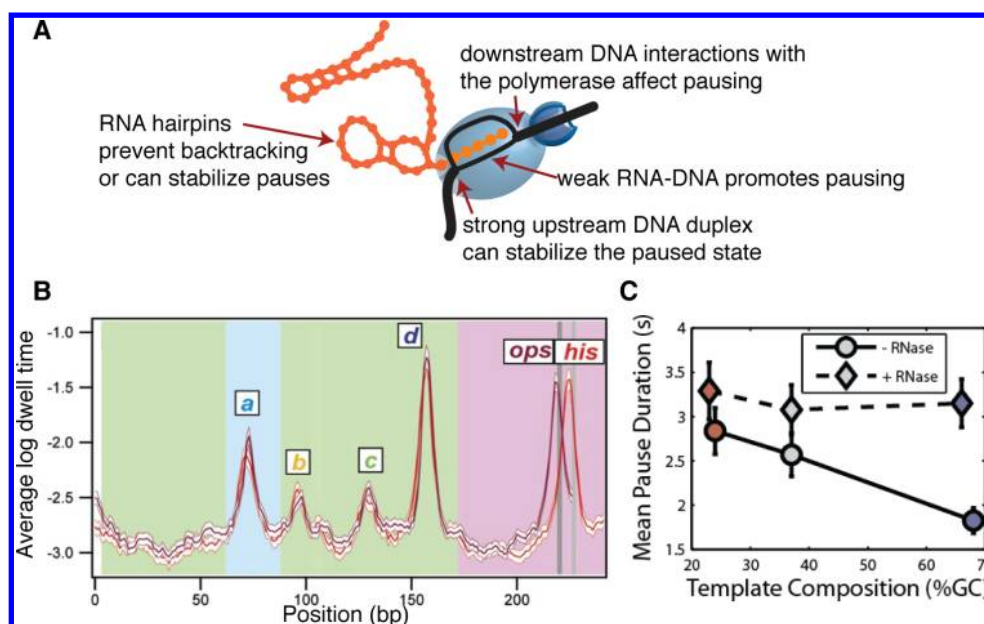 A
downstream DNA interactions with
the polymerase affect pausing
RNA hairpins
prevent backtracking
or can stabilize pauses
weak RNA-DNA promotes pausing
strong upstream DNA duplex
can stabilize the paused state
B
Average log dwell time
-1.0
-1.5
-2.0
-2.5
-3.0
a
b
c
d
ops
his
0
50
100
150
200
Position (bp)
C
Mean Pause Duration (s)
4
3.5
3
2.5
2
1.5
- RNase
+ RNase
20
30
40
50
60
70
Template Composition (%GC)